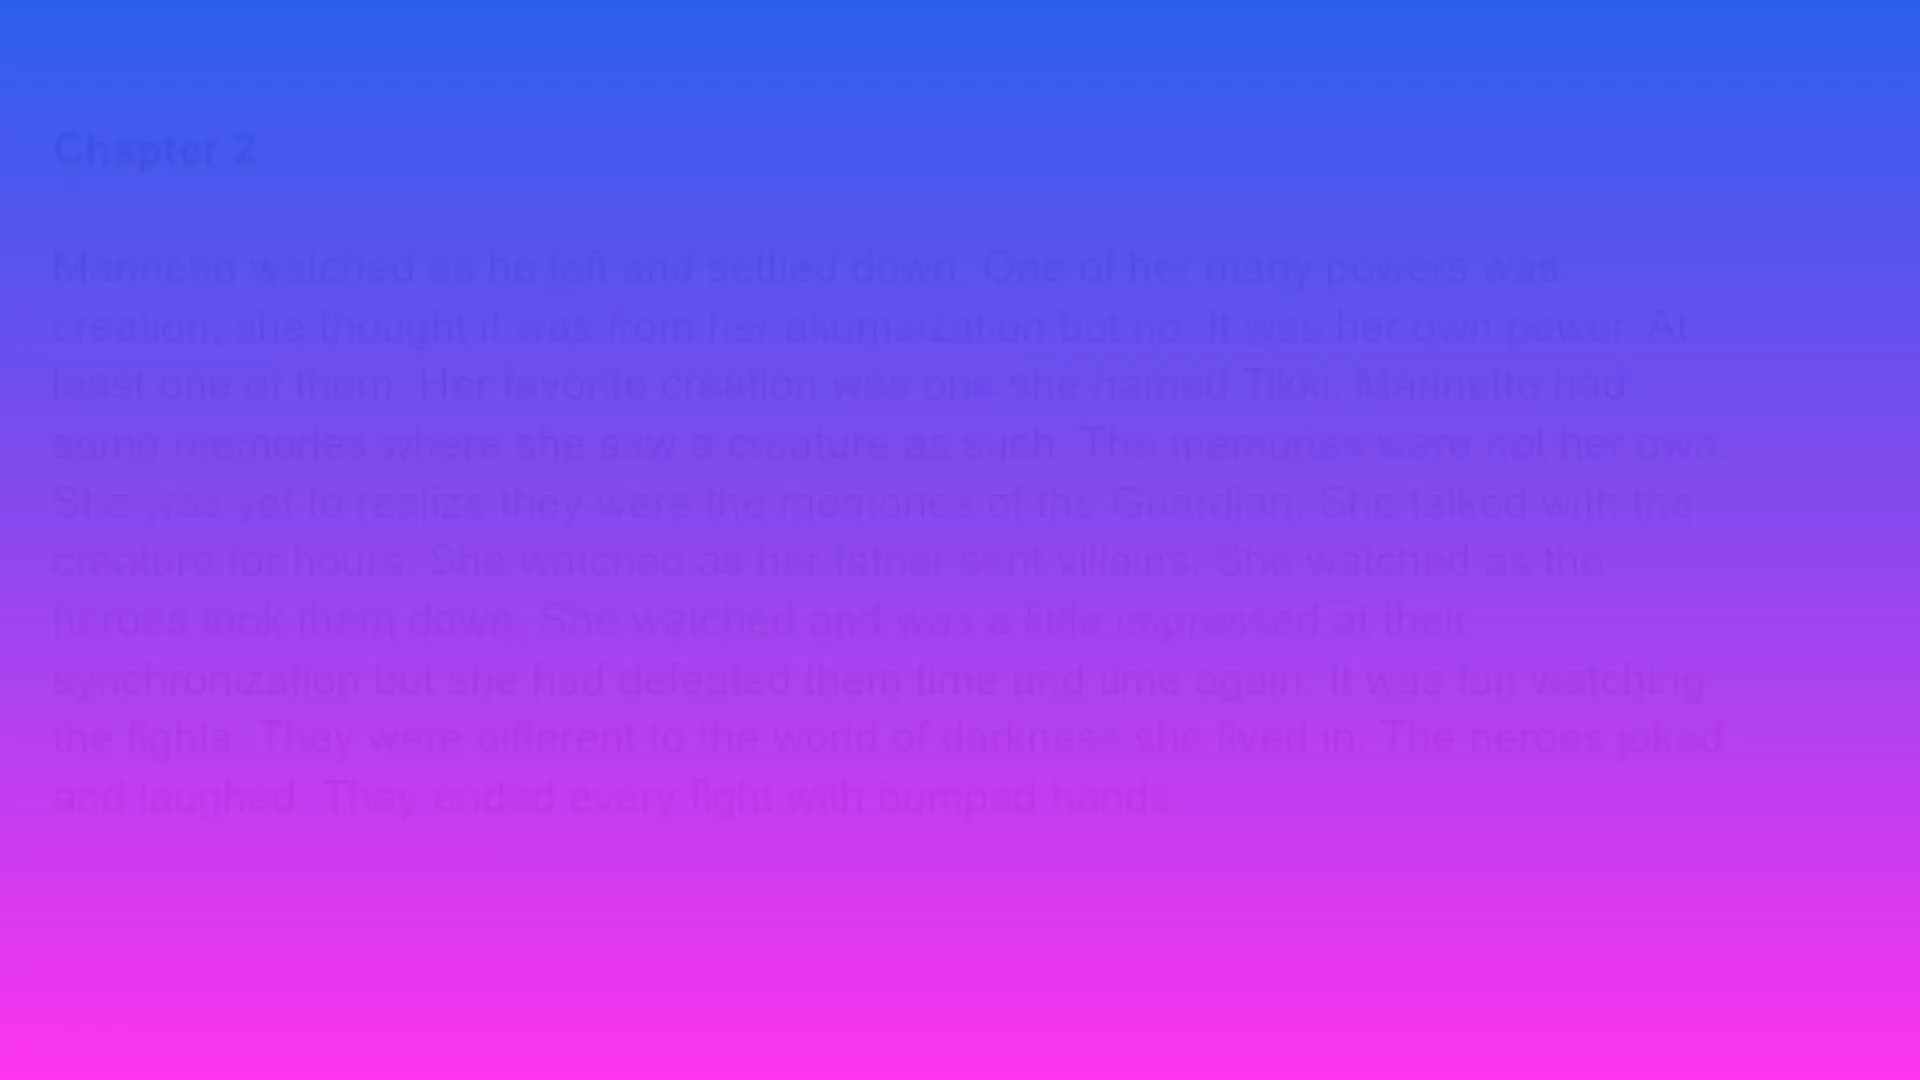 Chapter 2
Marinette watched as he left and settled down. One of her many powers was
creation, she thought it was from her akumaization but no. It was her own power. At
least one of them. Her favorite creation was one she named Tikki. Marinette had
some memories where she saw a creature as such. The memories were not her own
She was yet to realize they were the memories of the Guardian. She talked with the
creature for hours. She watched as her father sent villains. She watched as the
heroes took them down. She watched and was a little impressed at their
synchronization but she had defeated them time and time again. It was fun watching
the fights. They were different to the world of darkness she lived in. The heroes joked
and laughed. They ended every fight with bumped hands.